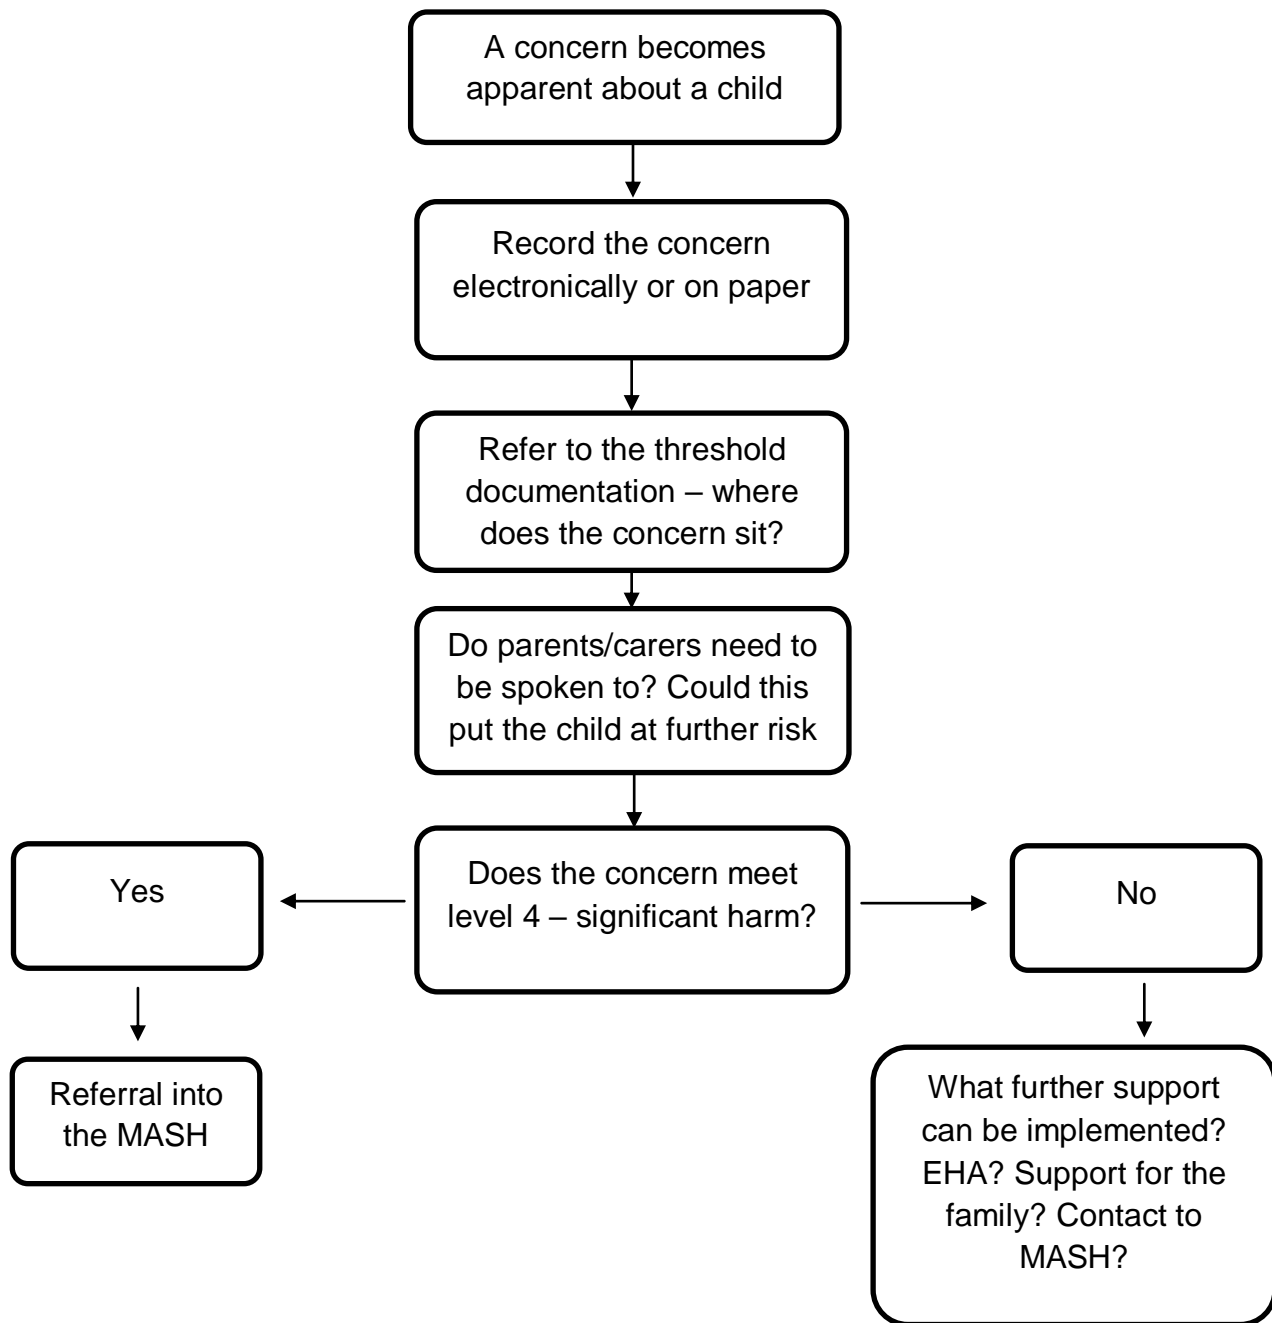 A concern becomes
apparent about a child
Record the concern
electronically or on paper
Refer to the threshold
documentation – where
does the concern sit?
Do parents/carers need to
be spoken to? Could this
put the child at further risk
Does the concern meet
level 4 – significant harm?
Yes
No
Referral into
the MASH
What further support
can be implemented?
EHA? Support for the
family? Contact to
MASH?